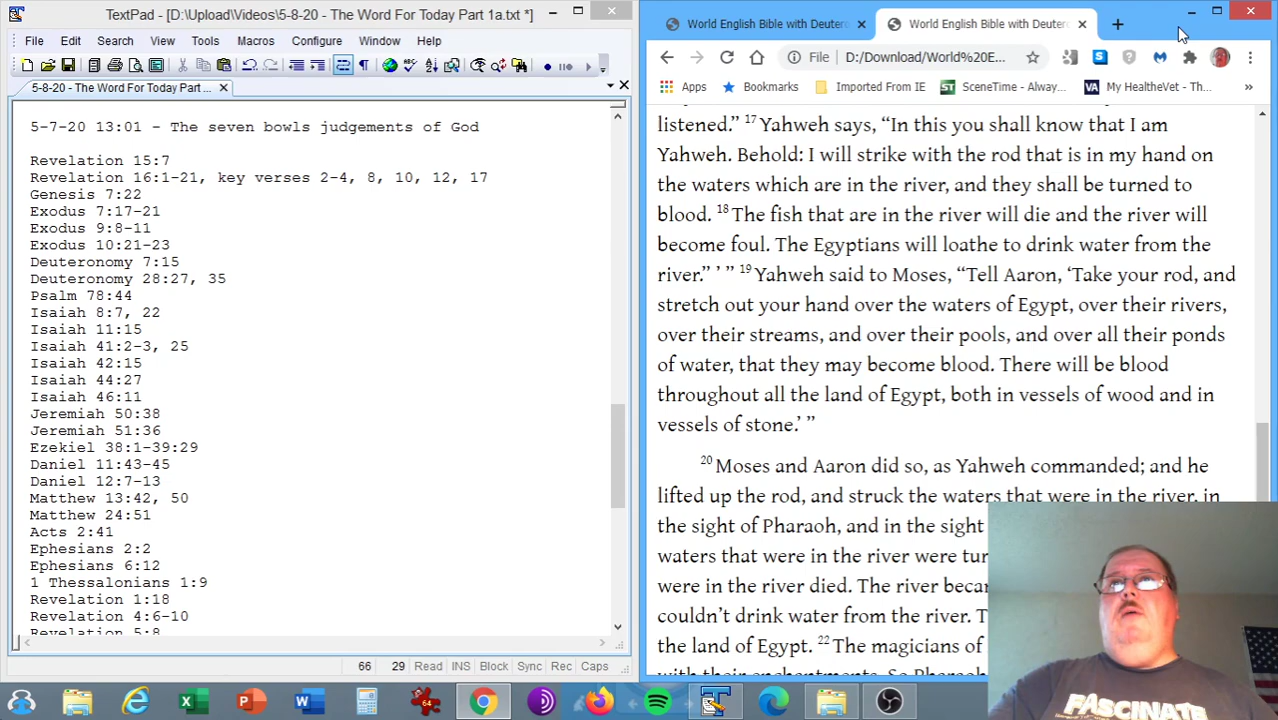 TextPad - [D:\Upload\Videos\5-8-20 - The Word For Today Part 1a.txt *]
File Edit Search View Tools Macros Configure Window Help
5-8-20 - The Word For Today Part ...
5-7-20 13:01 - The seven bowls judgements of God
Revelation 15:7
Revelation 16:1-21, key verses 2-4, 8, 10, 12, 17
Genesis 7:22
Exodus 7:17-21
Exodus 9:8-11
Exodus 10:21-23
Deuteronomy 7:15
Deuteronomy 28:27, 35
Psalm 78:44
Isaiah 8:7, 22
Isaiah 11:15
Isaiah 41:2-3, 25
Isaiah 42:15
Isaiah 44:27
Isaiah 46:11
Jeremiah 50:38
Jeremiah 51:36
Ezekiel 38:1-39:29
Daniel 11:43-45
Daniel 12:7-13
Matthew 13:42, 50
Matthew 24:51
Acts 2:41
Ephesians 2:2
Ephesians 6:12
1 Thessalonians 1:9
Revelation 1:18
Revelation 4:6-10
Revelation 5:8
66 29 Read INS Block Sync Rec Caps
World English Bible with Deutero
World English Bible with Deutero
File D:/Download/World%20E...
Apps Bookmarks Imported From IE ST SceneTime - Alway... VA My HealtheVet - Th... »
listened.” 17 Yahweh says, “In this you shall know that I am
Yahweh. Behold: I will strike with the rod that is in my hand on
the waters which are in the river, and they shall be turned to
blood. 18 The fish that are in the river will die and the river will
become foul. The Egyptians will loathe to drink water from the
river.” ’ ” 19 Yahweh said to Moses, “Tell Aaron, ‘Take your rod, and
stretch out your hand over the waters of Egypt, over their rivers,
over their streams, and over their pools, and over all their ponds
of water, that they may become blood. There will be blood
throughout all the land of Egypt, both in vessels of wood and in
vessels of stone.’ ”
20 Moses and Aaron did so, as Yahweh commanded; and he
lifted up the rod, and struck the waters that were in the river, in
the sight of Pharaoh, and in the sight
waters that were in the river were
were in the river died. The river
couldn’t drink water from the river.
the land of Egypt. 22 The magicians of
with their enchantments. So
64
FASCINATE